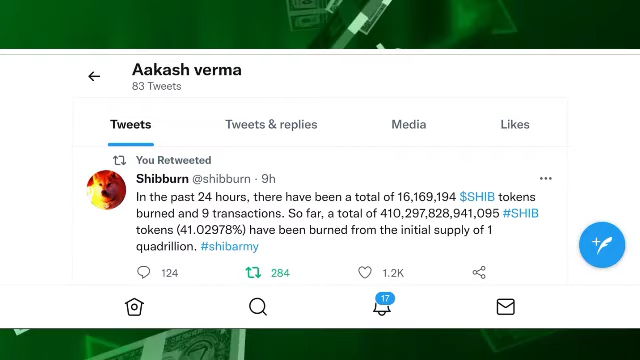 Aakash verma
83 Tweets
Tweets Tweets & replies Media Likes
You Retweeted
Shibburn @shibburn · 9h
In the past 24 hours, there have been a total of 16,169,194 $SHIB tokens
burned and 9 transactions. So far, a total of 410,297,828,941,095 #SHIB
tokens (41.02978%) have been burned from the initial supply of 1
quadrillion. #shibarmy
124 284 1.2K
17